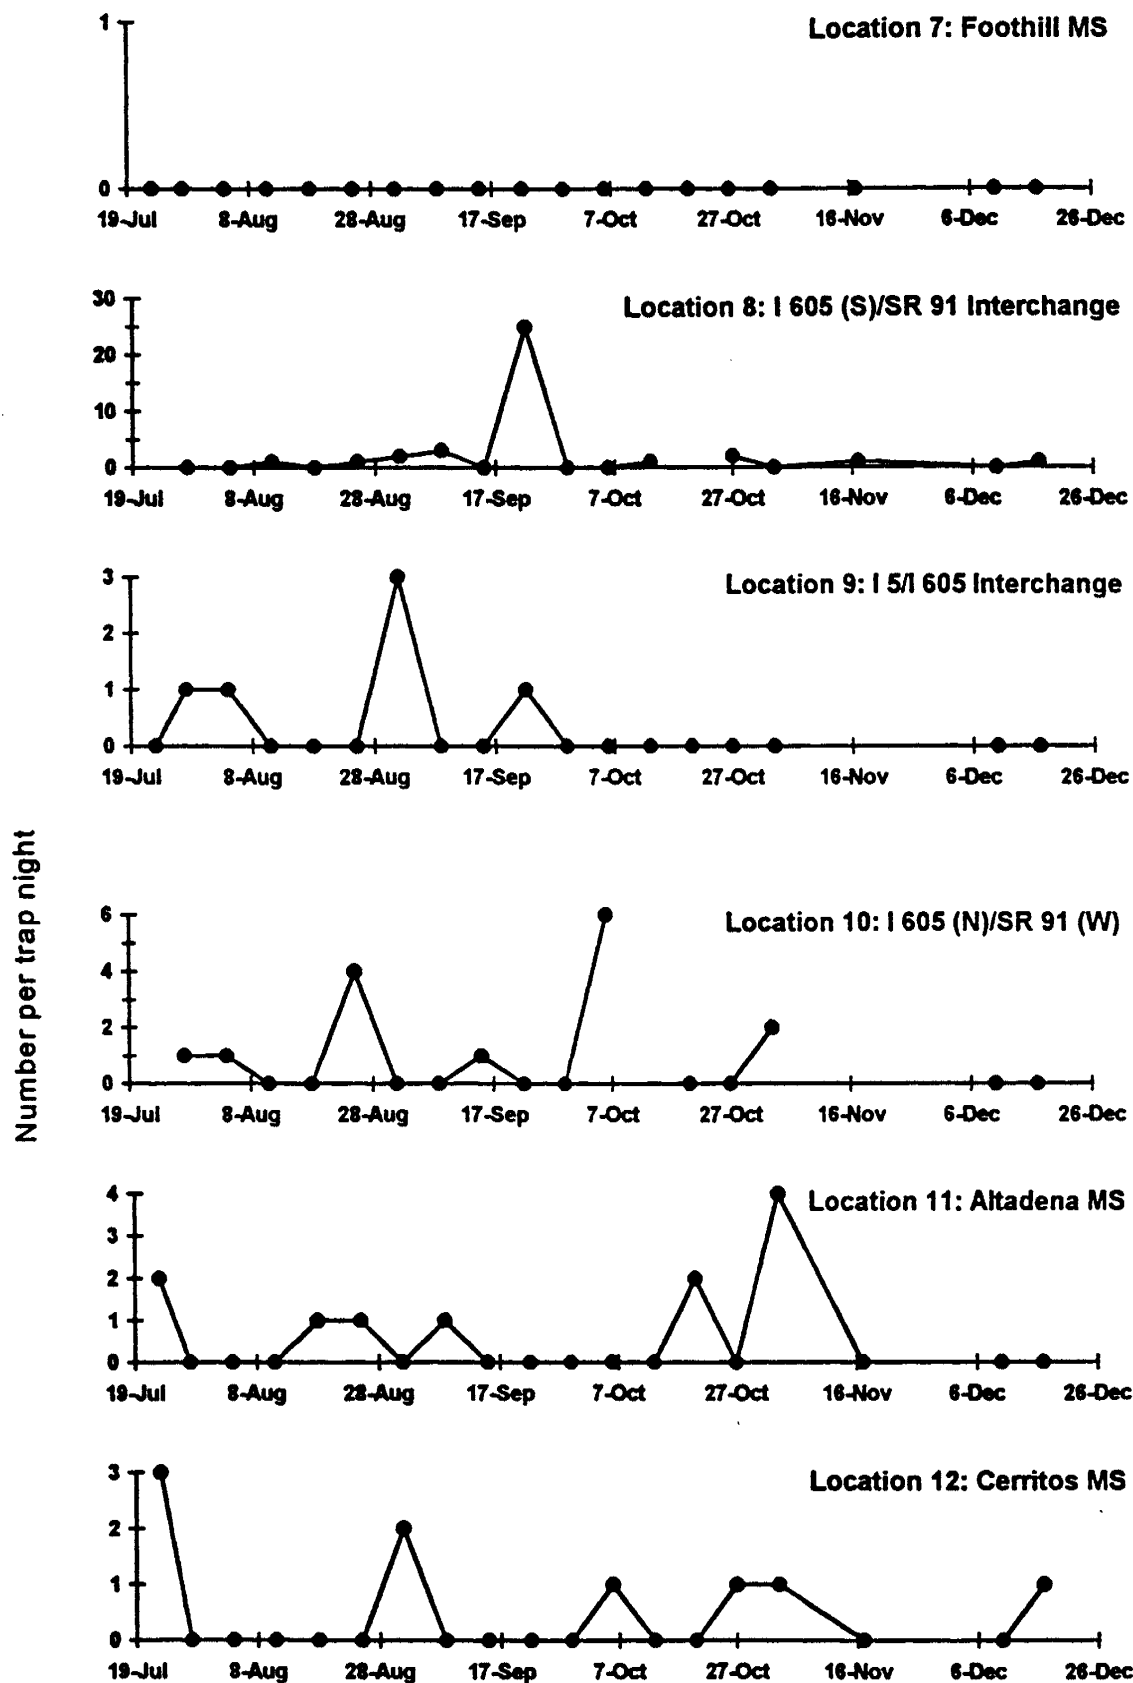 Number per trap night
Location 7: Foothill MS
1
0
19-Jul 8-Aug 28-Aug 17-Sep 7-Oct 27-Oct 16-Nov 6-Dec 26-Dec
Location 8: I 605 (S)/SR 91 Interchange
30
20
10
0
19-Jul 8-Aug 28-Aug 17-Sep 7-Oct 27-Oct 16-Nov 6-Dec 26-Dec
Location 9: I 5/I 605 Interchange
3
2
1
0
19-Jul 8-Aug 28-Aug 17-Sep 7-Oct 27-Oct 16-Nov 6-Dec 26-Dec
Location 10: I 605 (N)/SR 91 (W)
6
4
2
0
19-Jul 8-Aug 28-Aug 17-Sep 7-Oct 27-Oct 16-Nov 6-Dec 26-Dec
Location 11: Altadena MS
4
3
2
1
0
19-Jul 8-Aug 28-Aug 17-Sep 7-Oct 27-Oct 16-Nov 6-Dec 26-Dec
Location 12: Cerritos MS
3
2
1
0
19-Jul 8-Aug 28-Aug 17-Sep 7-Oct 27-Oct 16-Nov 6-Dec 26-Dec